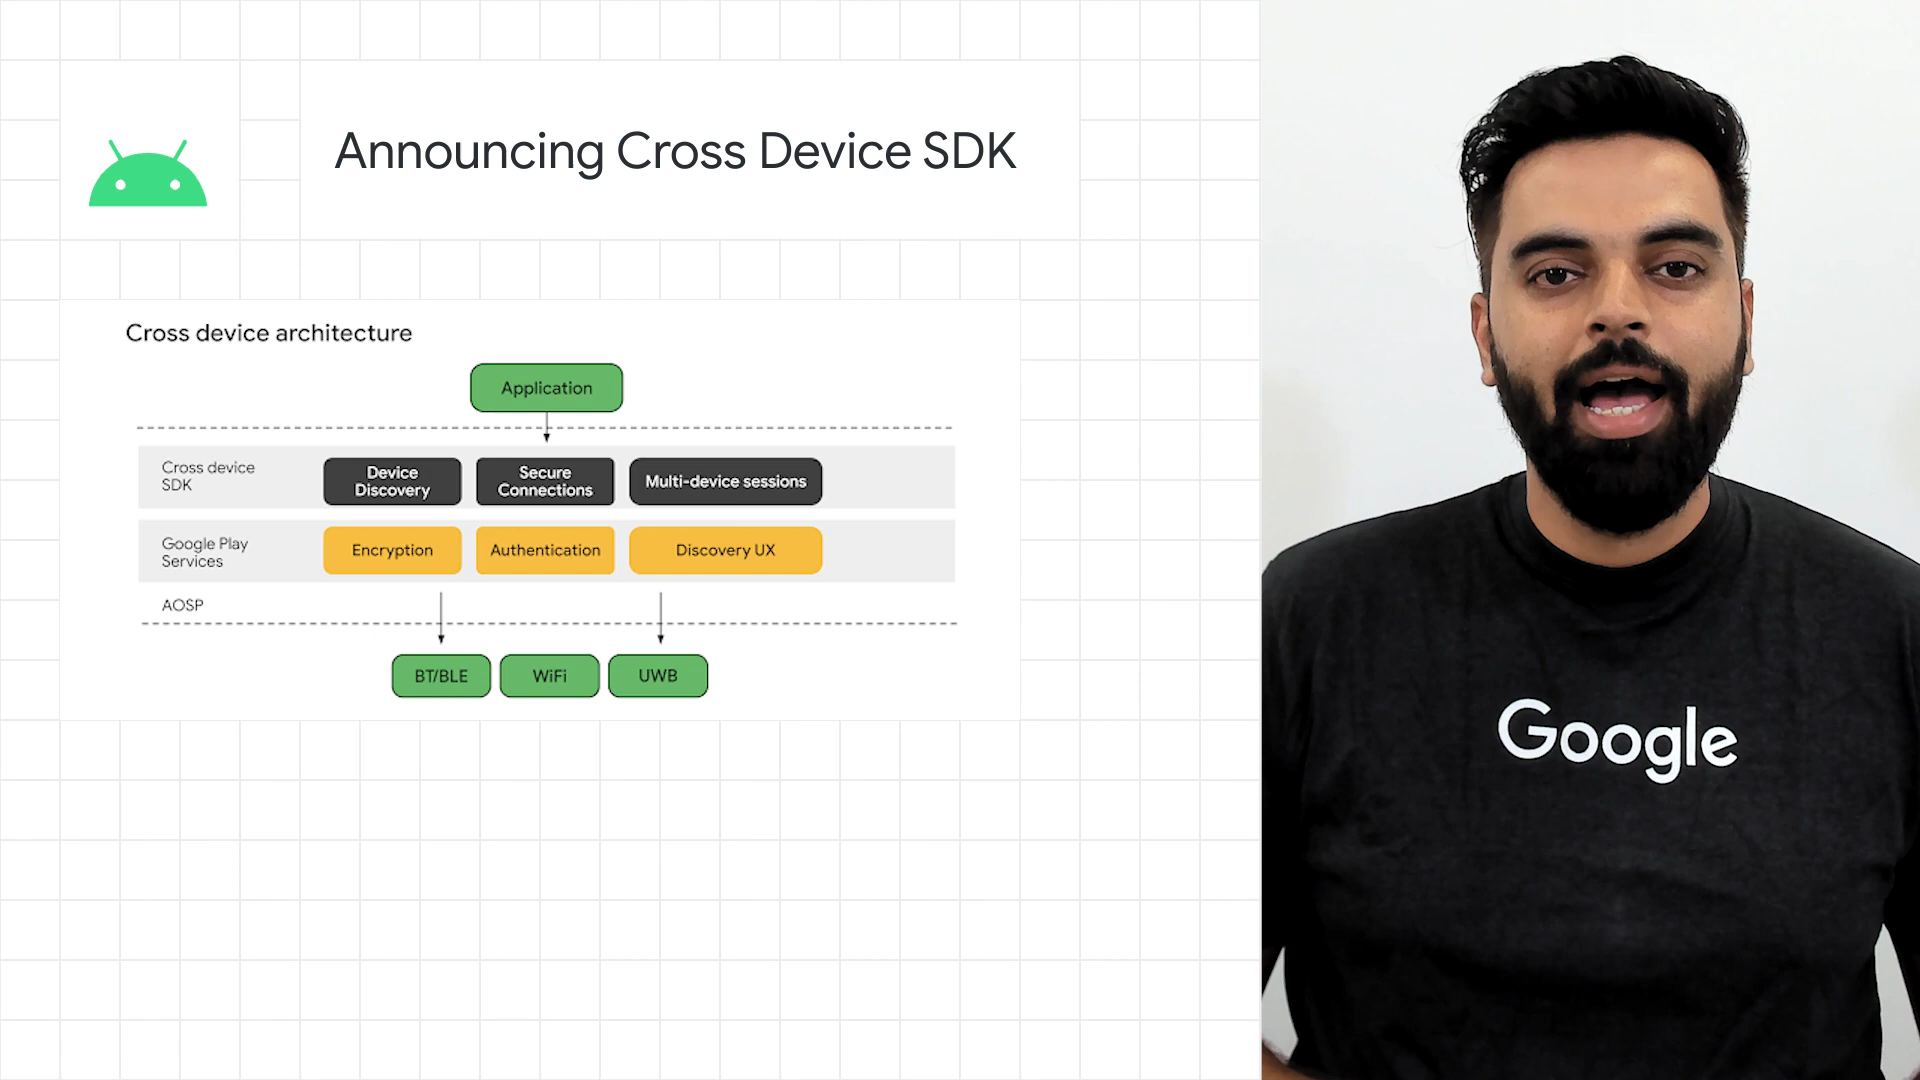 Announcing Cross Device SDK
Cross device architecture
Application
Cross device
SDK
Device
Discovery
Secure
Connections
Multi-device sessions
Google Play
Services
Encryption
Authentication
Discovery UX
AOSP
BT/BLE
WiFi
UWB
Google